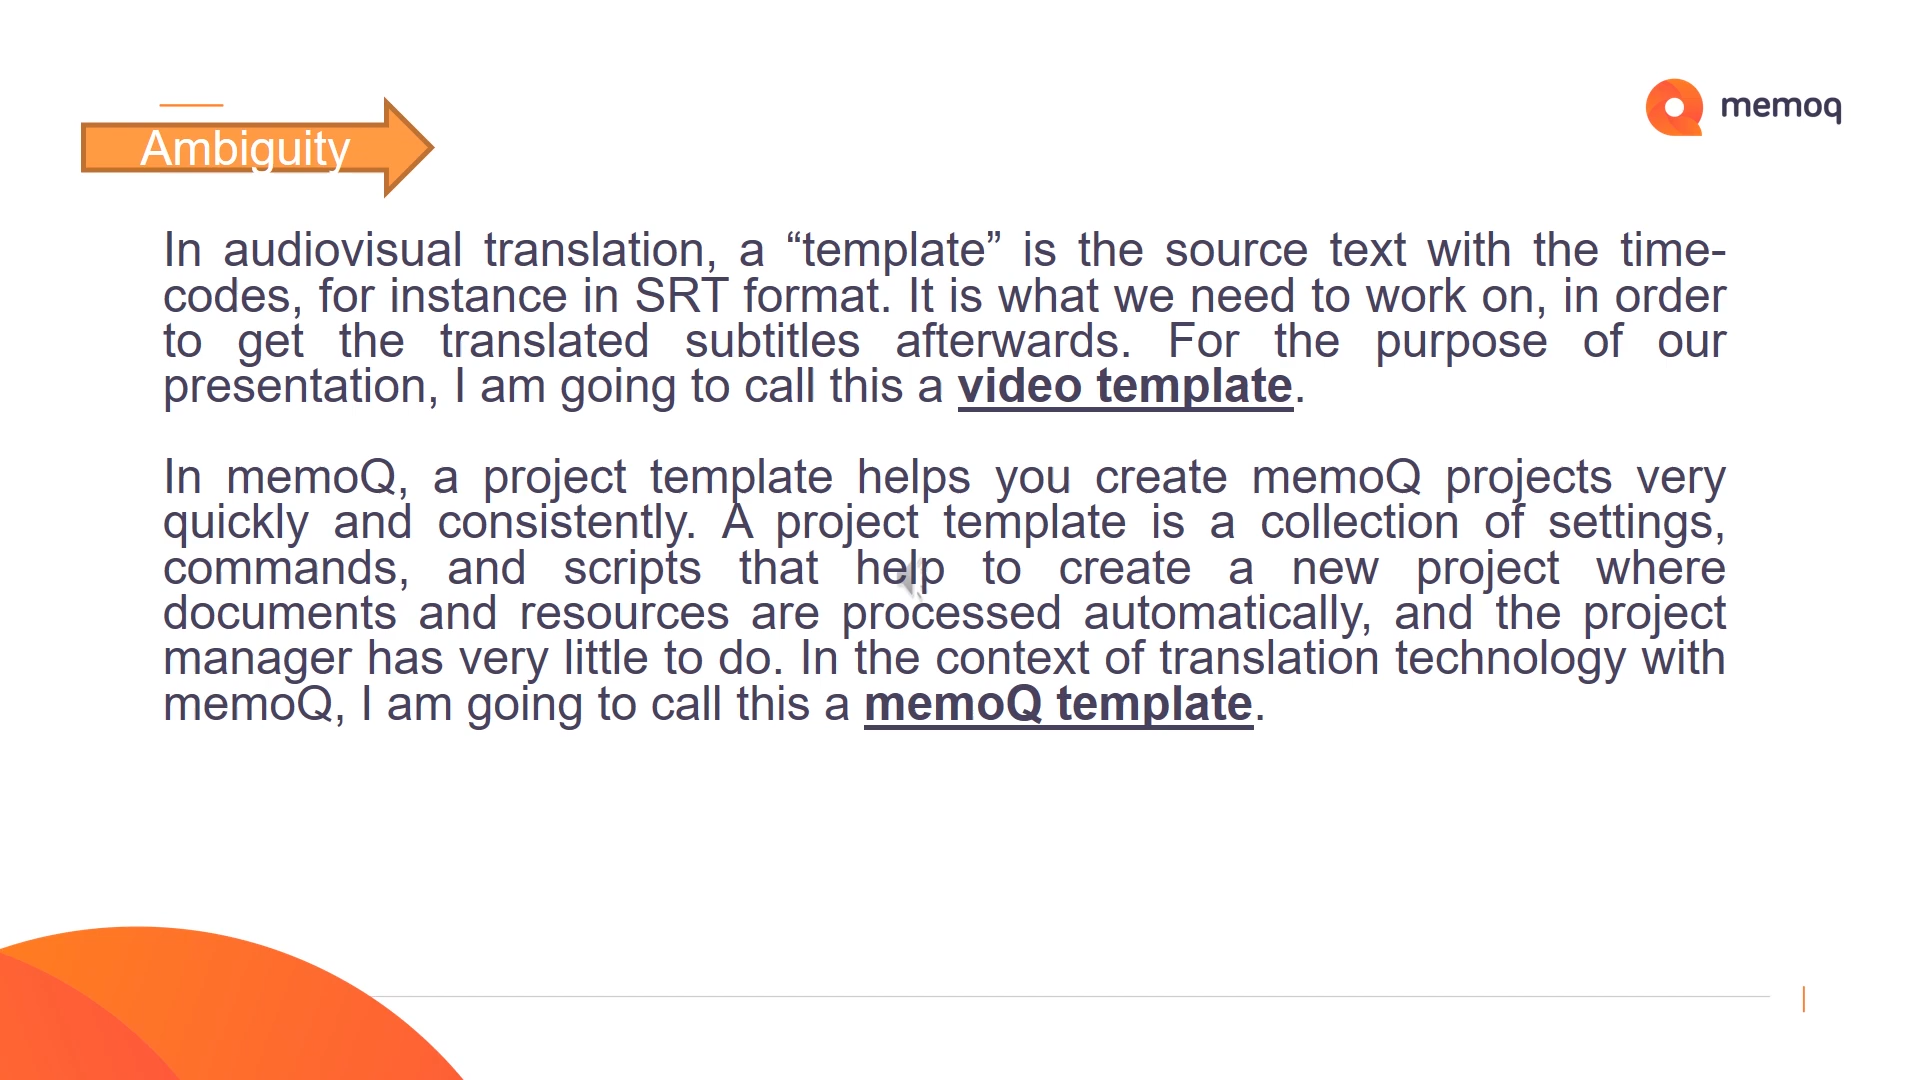 memoq
Ambiguity
In audiovisual translation, a “template” is the source text with the time-
codes, for instance in SRT format. It is what we need to work on, in order
to get the translated subtitles afterwards. For the purpose of our
presentation, I am going to call this a video template.
In memoQ, a project template helps you create memoQ projects very
quickly and consistently. A project template is a collection of settings,
commands, and scripts that help to create a new project where
documents and resources are processed automatically, and the project
manager has very little to do. In the context of translation technology with
memoQ, I am going to call this a memoQ template.